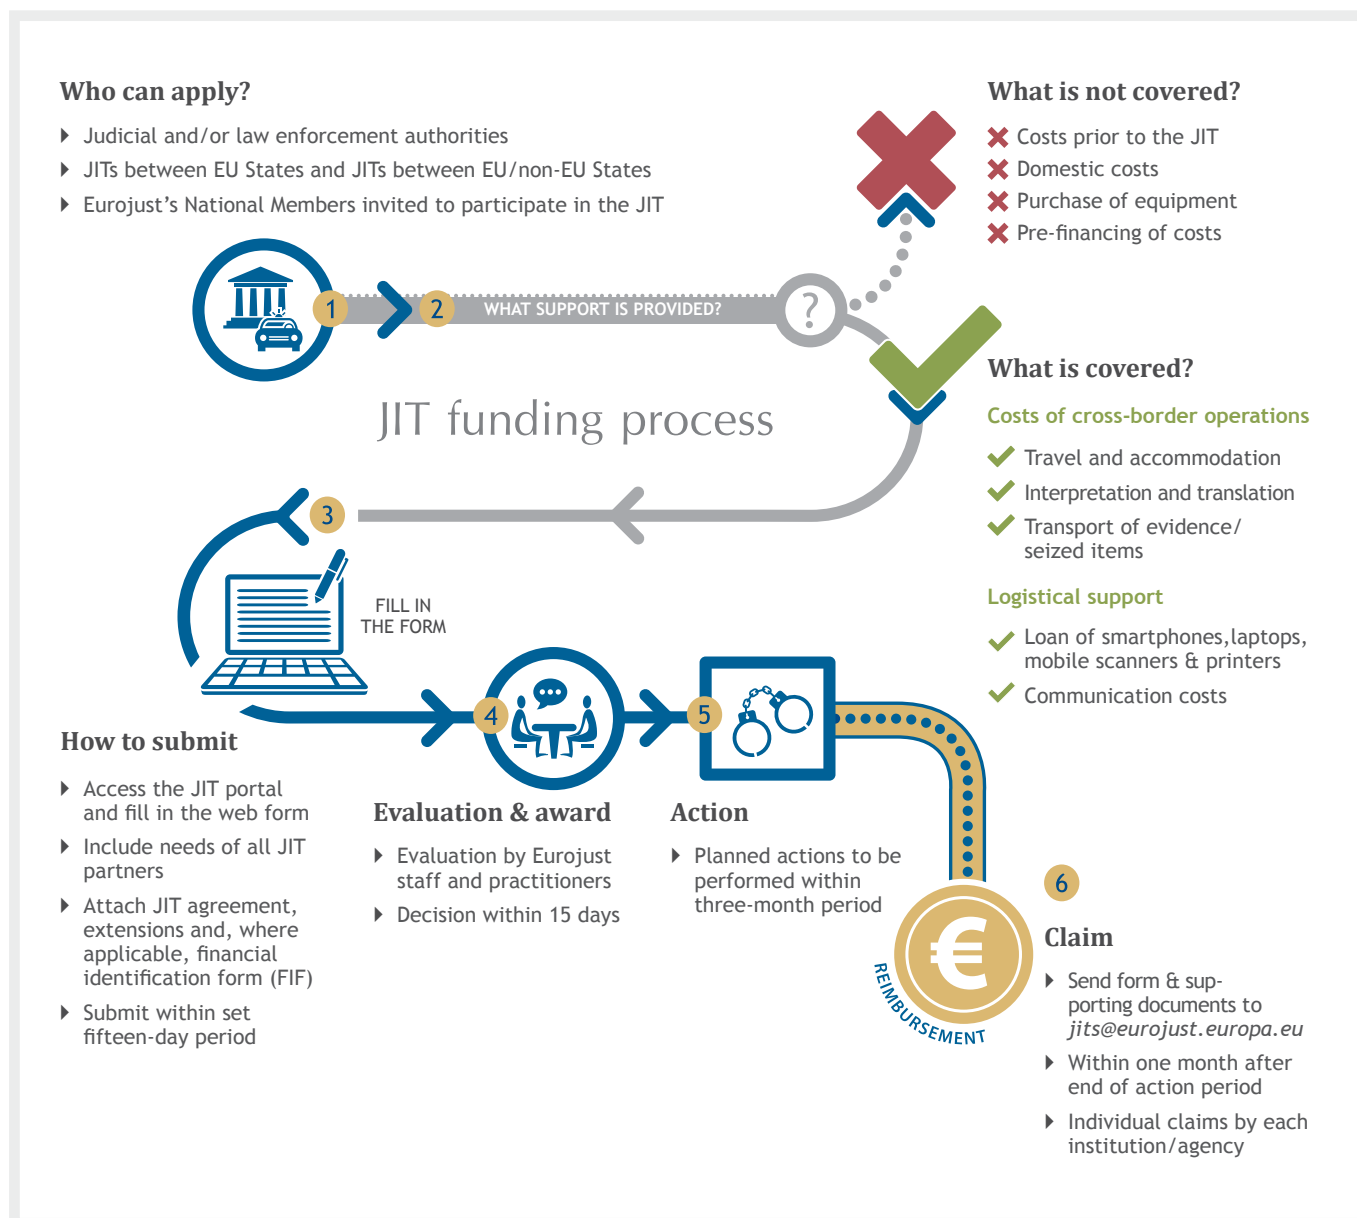 Who can apply?
Judicial and/or law enforcement authorities
JITs between EU States and JITs between EU/non-EU States
Eurojust's National Members invited to participate in the JIT
What is not covered?
Costs prior to the JIT
Domestic costs
Purchase of equipment
Pre-financing of costs
1
2
WHAT SUPPORT IS PROVIDED?
?
JIT funding process
What is covered?
Costs of cross-border operations
Travel and accommodation
Interpretation and translation
Transport of evidence/
seized items
Logistical support
Loan of smartphones,laptops,
mobile scanners & printers
Communication costs
3
FILL IN
THE FORM
How to submit
Access the JIT portal
and fill in the web form
Include needs of all JIT
partners
Attach JIT agreement,
extensions and, where
applicable, financial
identification form (FIF)
Submit within set
fifteen-day period
4
Evaluation & award
Evaluation by Eurojust
staff and practitioners
Decision within 15 days
5
Action
Planned actions to be
performed within
three-month period
€
REIMBURSEMENT
6
Claim
Send form & sup-
porting documents to
jits@eurojust.europa.eu
Within one month after
end of action period
Individual claims by each
institution/agency